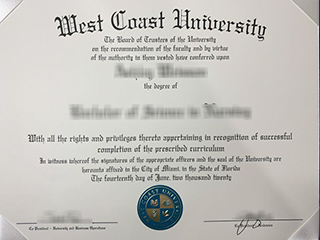 West Coast University
The Board of Trustees of the University
on the recommendation of the faculty and by virtue
of the authority in them vested have conferred upon
the degree of
With all the rights and privileges thereto appertaining in recognition of successful
completion of the prescribed curriculum
In witness whereof the signatures of the appropriate officers and the seal of the University are
hereunto affixed in the City of Miami, in the State of Florida
The fourteenth day of June, two thousand twenty
COAST UNIVER